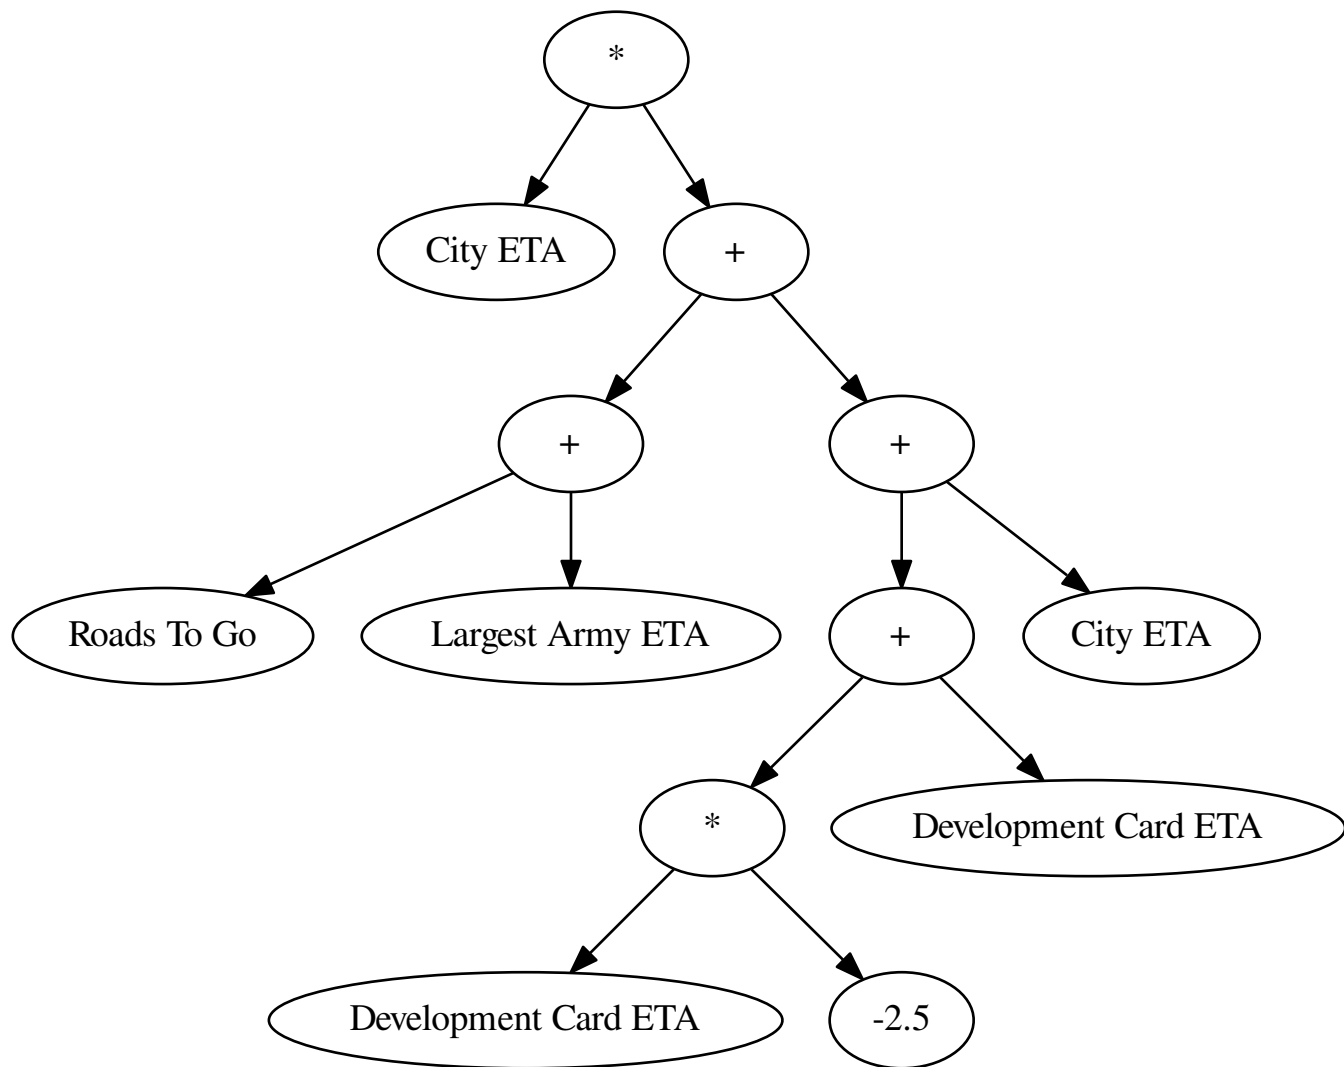 *
City ETA
+
+
+
Roads To Go
Largest Army ETA
+
City ETA
*
Development Card ETA
Development Card ETA
-2.5